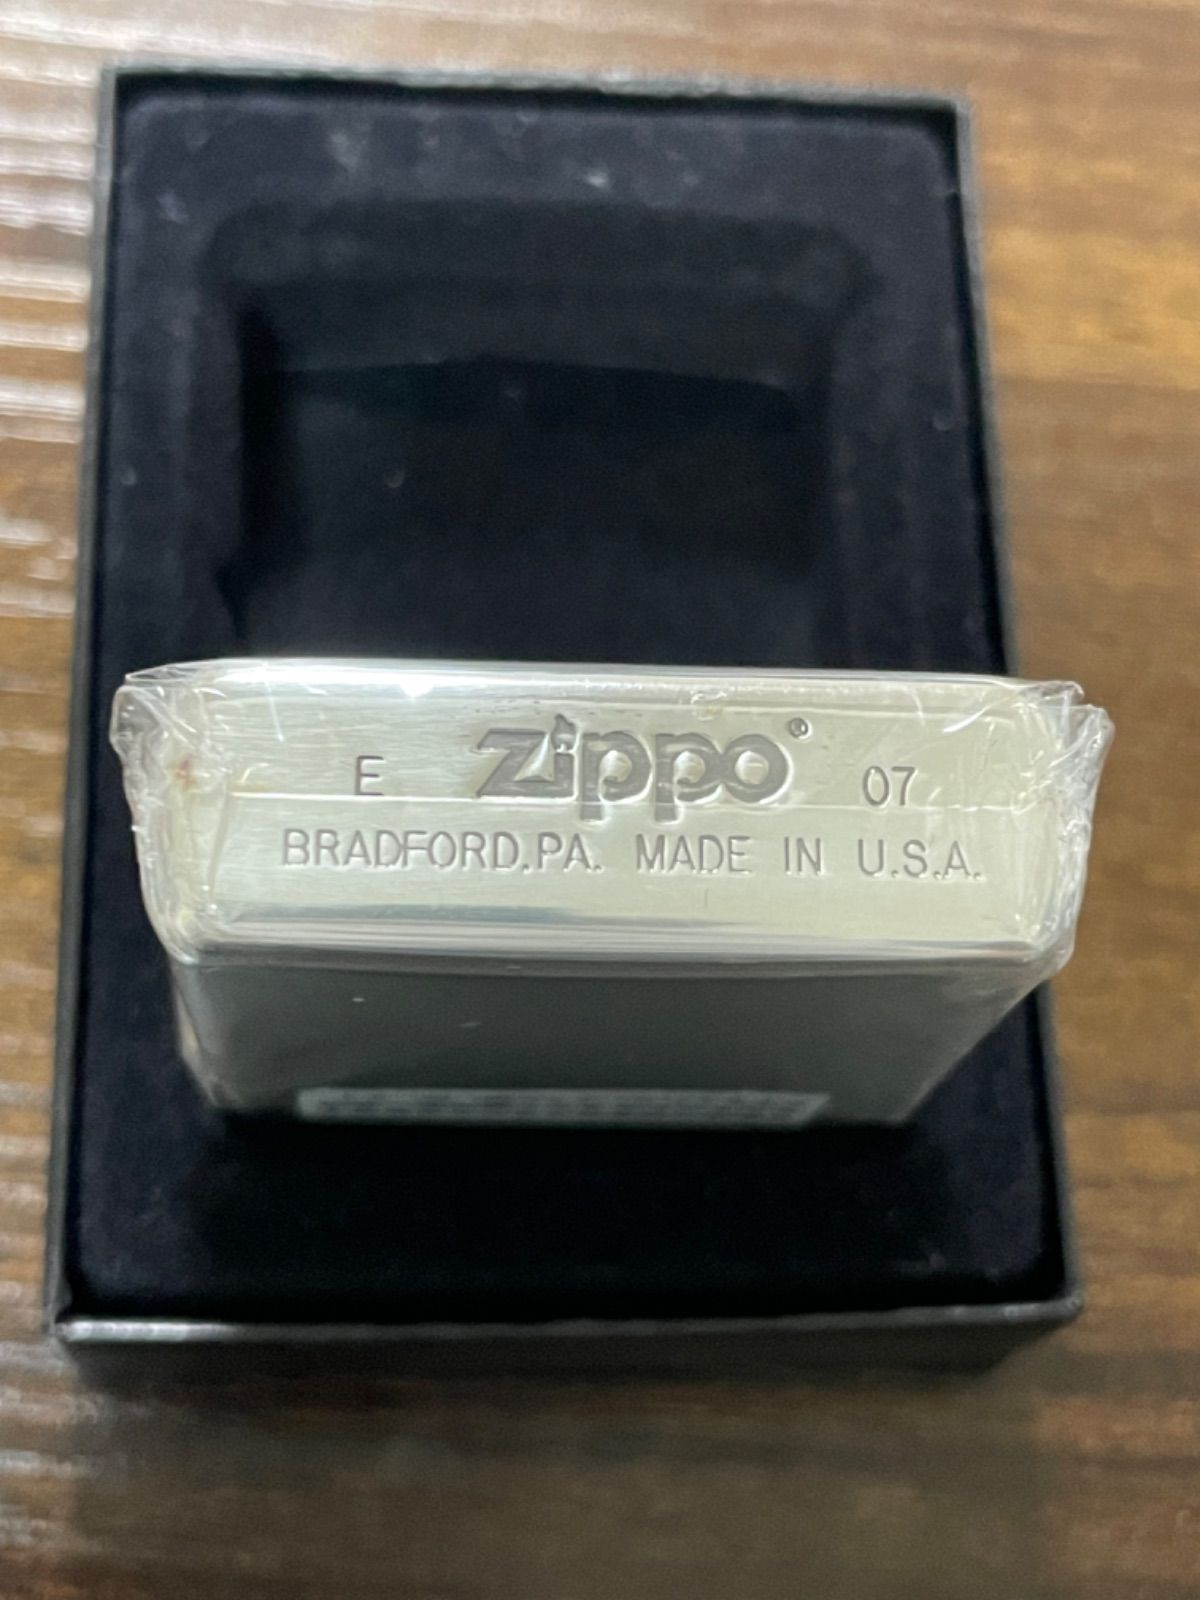 E zippo® 07
BRADFORD,PA. MADE IN U.S.A.